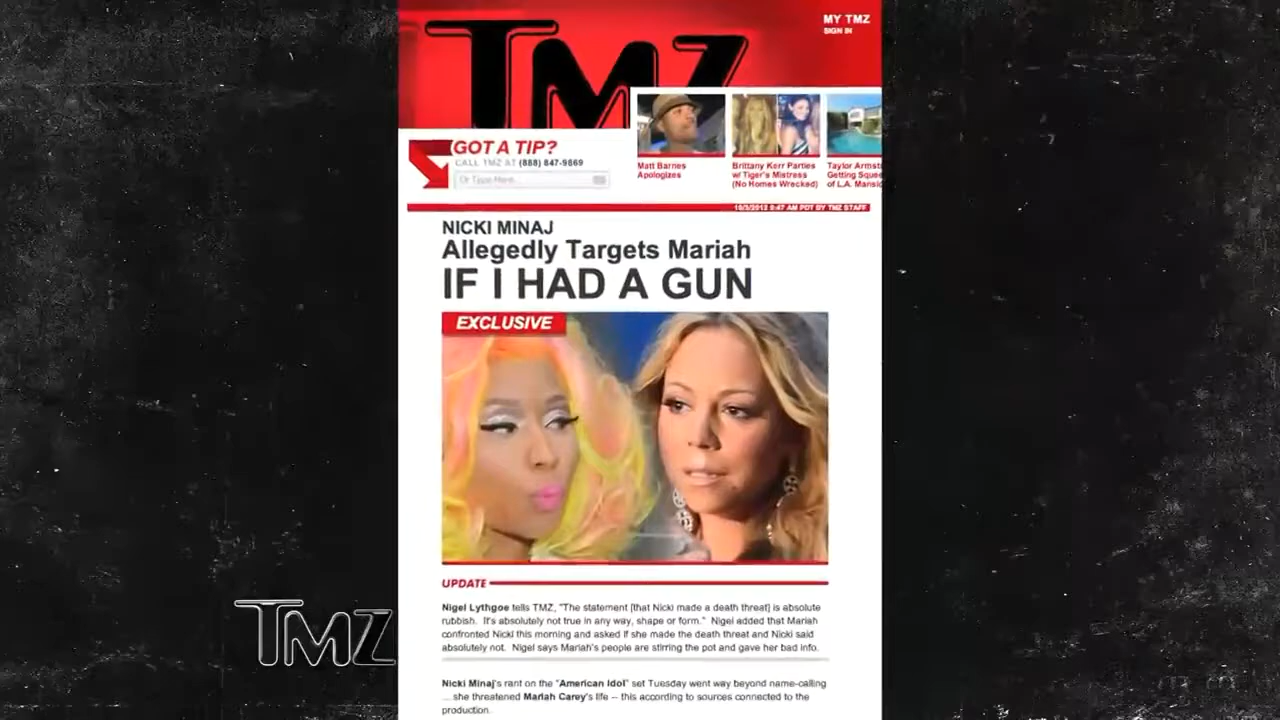 TMZ
MY TMZ
SIGN IN
GOT A TIP?
CALL TMZ AT (888) 847-9869
Or Type Here...
Matt Barnes
Apologizes
Brittany Kerr Parties
w/ Tiger's Mistress
(No Homes Wrecked)
Taylor Armst
Getting Squee
of L.A. Mansio
10/3/2012 9:47 AM PDT BY TMZ STAFF
NICKI MINAJ
Allegedly Targets Mariah
IF I HAD A GUN
EXCLUSIVE
UPDATE
Nigel Lythgoe tells TMZ, "The statement [that Nicki made a death threat] is absolute
rubbish. It's absolutely not true in any way, shape or form." Nigel added that Mariah
confronted Nicki this morning and asked if she made the death threat and Nicki said
absolutely not. Nigel says Mariah's people are stirring the pot and gave her bad info.
Nicki Minaj's rant on the "American Idol" set Tuesday went way beyond name-calling
... she threatened Mariah Carey's life -- this according to sources connected to the
production.
TMZ